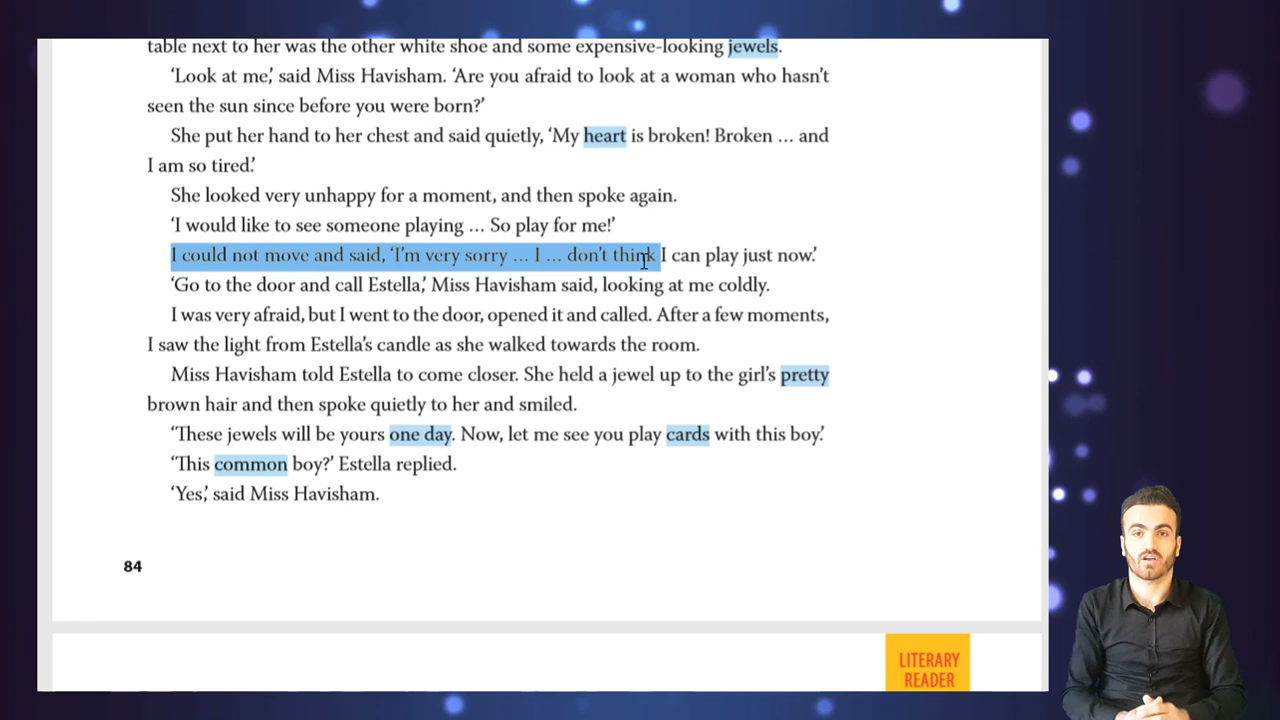 table next to her was the other white shoe and some expensive-looking jewels.
‘Look at me,’ said Miss Havisham. ‘Are you afraid to look at a woman who hasn’t
seen the sun since before you were born?’
She put her hand to her chest and said quietly, ‘My heart is broken! Broken … and
I am so tired.’
She looked very unhappy for a moment, and then spoke again.
‘I would like to see someone playing … So play for me!’
I could not move and said, ‘I’m very sorry … I … don’t think I can play just now.’
‘Go to the door and call Estella,’ Miss Havisham said, looking at me coldly.
I was very afraid, but I went to the door, opened it and called. After a few moments,
I saw the light from Estella’s candle as she walked towards the room.
Miss Havisham told Estella to come closer. She held a jewel up to the girl’s pretty
brown hair and then spoke quietly to her and smiled.
‘These jewels will be yours one day. Now, let me see you play cards with this boy.’
‘This common boy?’ Estella replied.
‘Yes,’ said Miss Havisham.
84
LITERARY
READER